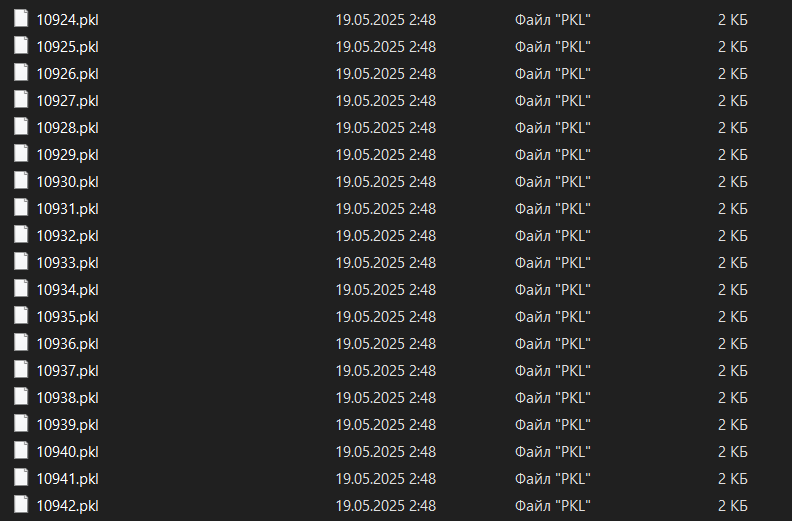 10924.pkl 19.05.2025 2:48 Файл "PKL" 2 КБ
10925.pkl 19.05.2025 2:48 Файл "PKL" 2 КБ
10926.pkl 19.05.2025 2:48 Файл "PKL" 2 КБ
10927.pkl 19.05.2025 2:48 Файл "PKL" 2 КБ
10928.pkl 19.05.2025 2:48 Файл "PKL" 2 КБ
10929.pkl 19.05.2025 2:48 Файл "PKL" 2 КБ
10930.pkl 19.05.2025 2:48 Файл "PKL" 2 КБ
10931.pkl 19.05.2025 2:48 Файл "PKL" 2 КБ
10932.pkl 19.05.2025 2:48 Файл "PKL" 2 КБ
10933.pkl 19.05.2025 2:48 Файл "PKL" 2 КБ
10934.pkl 19.05.2025 2:48 Файл "PKL" 2 КБ
10935.pkl 19.05.2025 2:48 Файл "PKL" 2 КБ
10936.pkl 19.05.2025 2:48 Файл "PKL" 2 КБ
10937.pkl 19.05.2025 2:48 Файл "PKL" 2 КБ
10938.pkl 19.05.2025 2:48 Файл "PKL" 2 КБ
10939.pkl 19.05.2025 2:48 Файл "PKL" 2 КБ
10940.pkl 19.05.2025 2:48 Файл "PKL" 2 КБ
10941.pkl 19.05.2025 2:48 Файл "PKL" 2 КБ
10942.pkl 19.05.2025 2:48 Файл "PKL" 2 КБ